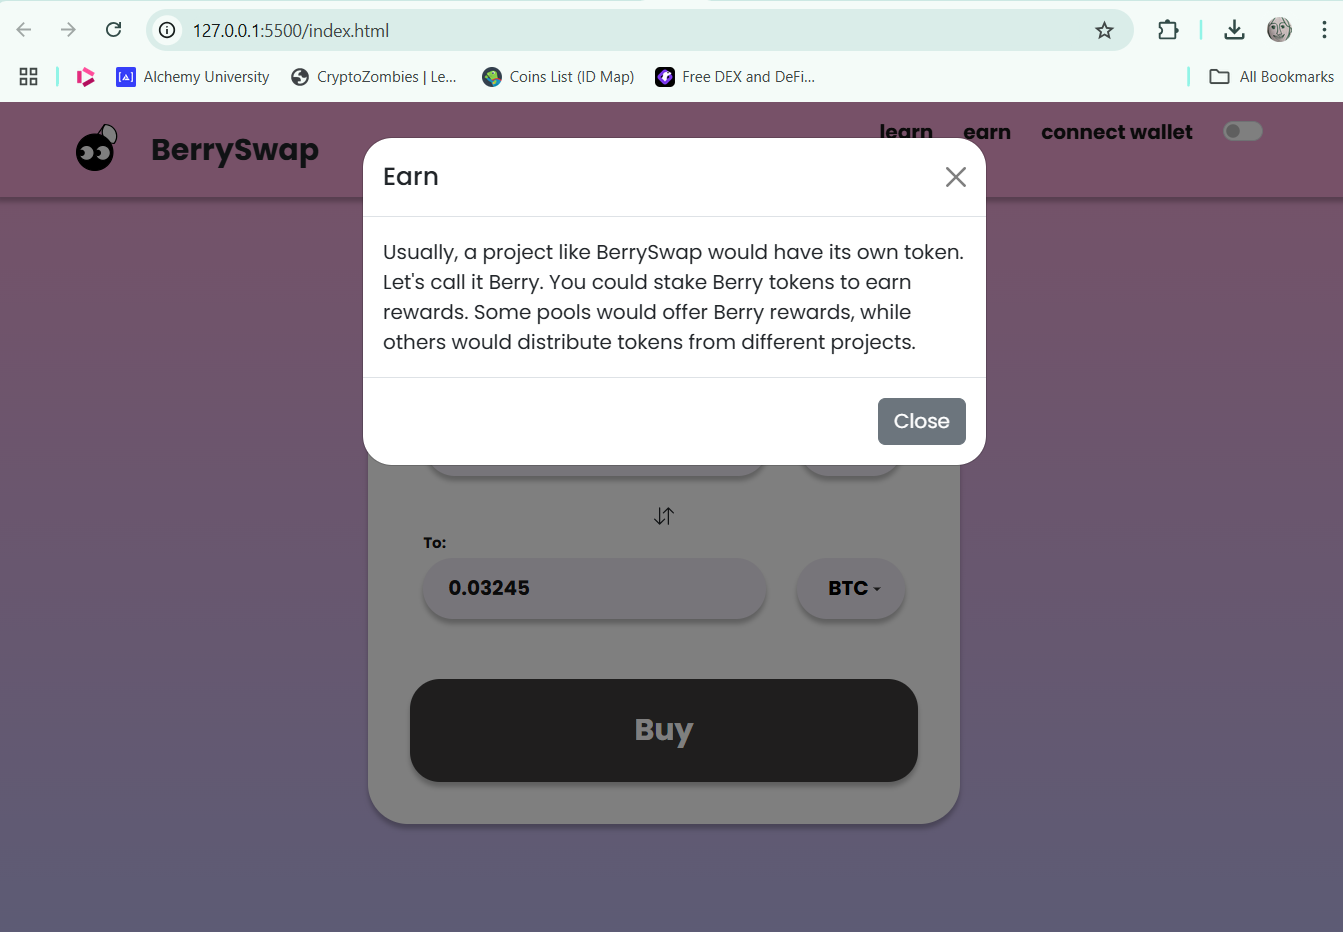 127.0.0.1:5500/index.html
Alchemy University
CryptoZombies | Le...
Coins List (ID Map)
Free DEX and DeFi...
All Bookmarks
BerrySwap
learn
earn
connect wallet
Earn
Usually, a project like BerrySwap would have its own token.
Let's call it Berry. You could stake Berry tokens to earn
rewards. Some pools would offer Berry rewards, while
others would distribute tokens from different projects.
Close
To:
0.03245
BTC
Buy